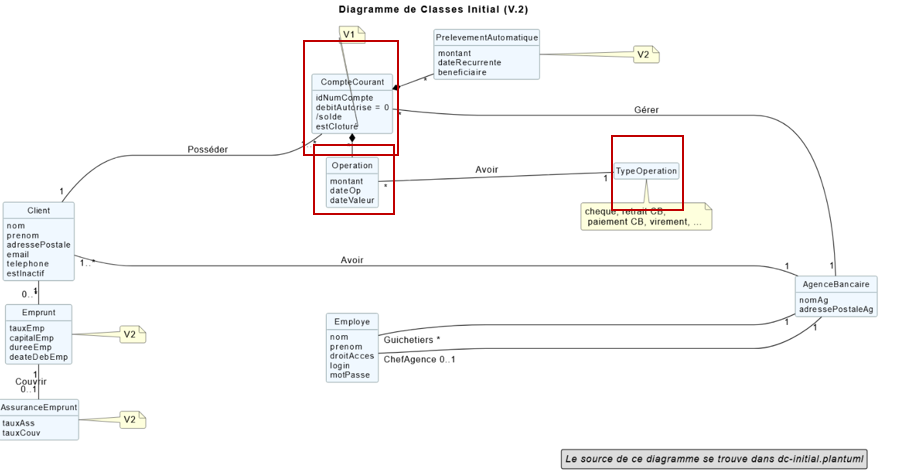 Diagramme de Classes Initial (V.2)
V1
PrelevementAutomatique
montant
dateRecurrente
beneficiaire
V2
*
CompteCourant
idNumCompte
debitAutorise = 0
/solde
estCloture
*
Gérer
Posséder
1
Operation
montant
dateOp
dateValeur
*
Avoir
1
TypeOperation
cheque, retrait CB,
paiement CB, virement, ...
Client
nom
prenom
adressePostale
email
telephone
estInactif
1..*
Avoir
1
1
AgenceBancaire
nomAg
adressePostaleAg
0..*
Emprunt
tauxEmp
capitalEmp
dureeEmp
deateDebEmp
V2
1
Couvrir
0..1
AssuranceEmprunt
tauxAss
tauxCouv
V2
Employe
nom
prenom
droitAcces
login
motPasse
Guichetiers *
1
ChefAgence 0..1
1
Le source de ce diagramme se trouve dans dc-initial.plantuml